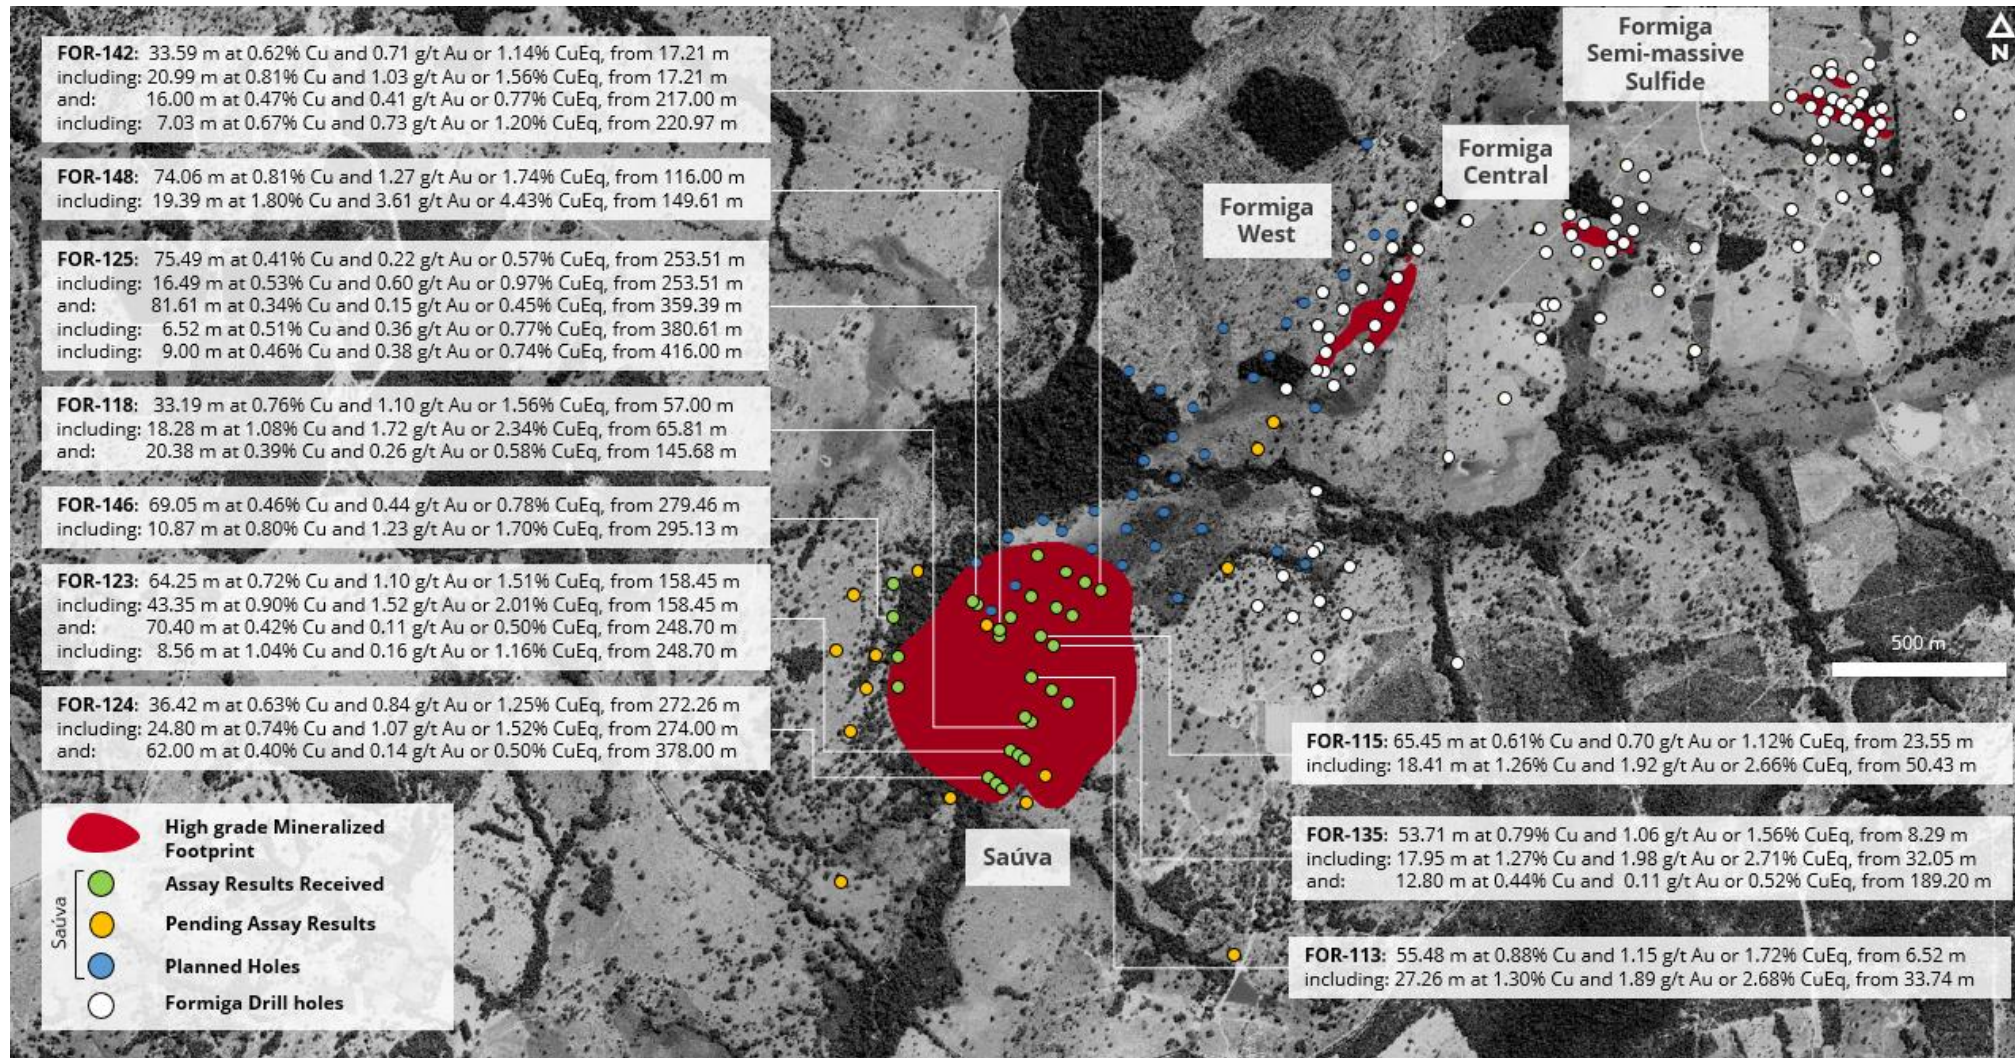 FOR-142: 33.59 m at 0.62% Cu and 0.71 g/t Au or 1.14% CuEq, from 17.21 m
including: 20.99 m at 0.81% Cu and 1.03 g/t Au or 1.56% CuEq, from 17.21 m
and: 16.00 m at 0.47% Cu and 0.41 g/t Au or 0.77% CuEq, from 217.00 m
including: 7.03 m at 0.67% Cu and 0.73 g/t Au or 1.20% CuEq, from 220.97 m
FOR-148: 74.06 m at 0.81% Cu and 1.27 g/t Au or 1.74% CuEq, from 116.00 m
including: 19.39 m at 1.80% Cu and 3.61 g/t Au or 4.43% CuEq, from 149.61 m
FOR-125: 75.49 m at 0.41% Cu and 0.22 g/t Au or 0.57% CuEq, from 253.51 m
including: 16.49 m at 0.53% Cu and 0.60 g/t Au or 0.97% CuEq, from 253.51 m
and: 81.61 m at 0.34% Cu and 0.15 g/t Au or 0.45% CuEq, from 359.39 m
including: 6.52 m at 0.51% Cu and 0.36 g/t Au or 0.77% CuEq, from 380.61 m
including: 9.00 m at 0.46% Cu and 0.38 g/t Au or 0.74% CuEq, from 416.00 m
FOR-118: 33.19 m at 0.76% Cu and 1.10 g/t Au or 1.56% CuEq, from 57.00 m
including: 18.28 m at 1.08% Cu and 1.72 g/t Au or 2.34% CuEq, from 65.81 m
and: 20.38 m at 0.39% Cu and 0.26 g/t Au or 0.58% CuEq, from 145.68 m
FOR-146: 69.05 m at 0.46% Cu and 0.44 g/t Au or 0.78% CuEq, from 279.46 m
including: 10.87 m at 0.80% Cu and 1.23 g/t Au or 1.70% CuEq, from 295.13 m
FOR-123: 64.25 m at 0.72% Cu and 1.10 g/t Au or 1.51% CuEq, from 158.45 m
including: 43.35 m at 0.90% Cu and 1.52 g/t Au or 2.01% CuEq, from 158.45 m
and: 70.40 m at 0.42% Cu and 0.11 g/t Au or 0.50% CuEq, from 248.70 m
including: 8.56 m at 1.04% Cu and 0.16 g/t Au or 1.16% CuEq, from 248.70 m
FOR-124: 36.42 m at 0.63% Cu and 0.84 g/t Au or 1.25% CuEq, from 272.26 m
including: 24.80 m at 0.74% Cu and 1.07 g/t Au or 1.52% CuEq, from 274.00 m
and: 62.00 m at 0.40% Cu and 0.14 g/t Au or 0.50% CuEq, from 378.00 m
High grade Mineralized
Footprint
Saúva
Assay Results Received
Pending Assay Results
Planned Holes
Formiga Drill holes
Formiga
Semi-massive
Sulfide
N
Formiga
Central
Formiga
West
500 m
Saúva
FOR-115: 65.45 m at 0.61% Cu and 0.70 g/t Au or 1.12% CuEq, from 23.55 m
including: 18.41 m at 1.26% Cu and 1.92 g/t Au or 2.66% CuEq, from 50.43 m
FOR-135: 53.71 m at 0.79% Cu and 1.06 g/t Au or 1.56% CuEq, from 8.29 m
including: 17.95 m at 1.27% Cu and 1.98 g/t Au or 2.71% CuEq, from 32.05 m
and: 12.80 m at 0.44% Cu and 0.11 g/t Au or 0.52% CuEq, from 189.20 m
FOR-113: 55.48 m at 0.88% Cu and 1.15 g/t Au or 1.72% CuEq, from 6.52 m
including: 27.26 m at 1.30% Cu and 1.89 g/t Au or 2.68% CuEq, from 33.74 m